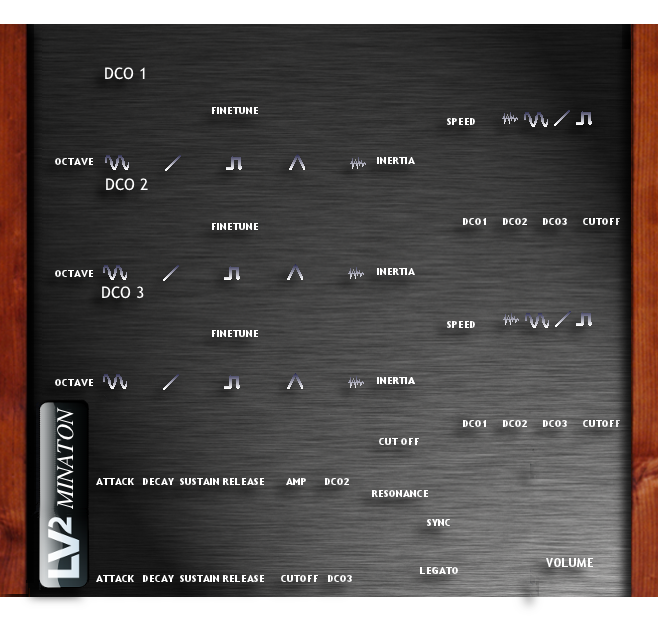 DCO 1
FINETUNE
SPEED
OCTAVE
INERTIA
DCO 2
DCO1 DCO2 DCO3 CUTOFF
FINETUNE
OCTAVE
INERTIA
DCO 3
SPEED
FINETUNE
OCTAVE
INERTIA
DCO1 DCO2 DCO3 CUTOFF
CUT OFF
ATTACK DECAY SUSTAIN RELEASE AMP DCO2
RESONANCE
SYNC
VOLUME
LEGATO
ATTACK DECAY SUSTAIN RELEASE CUTOFF DCO3
LV2 MINATON